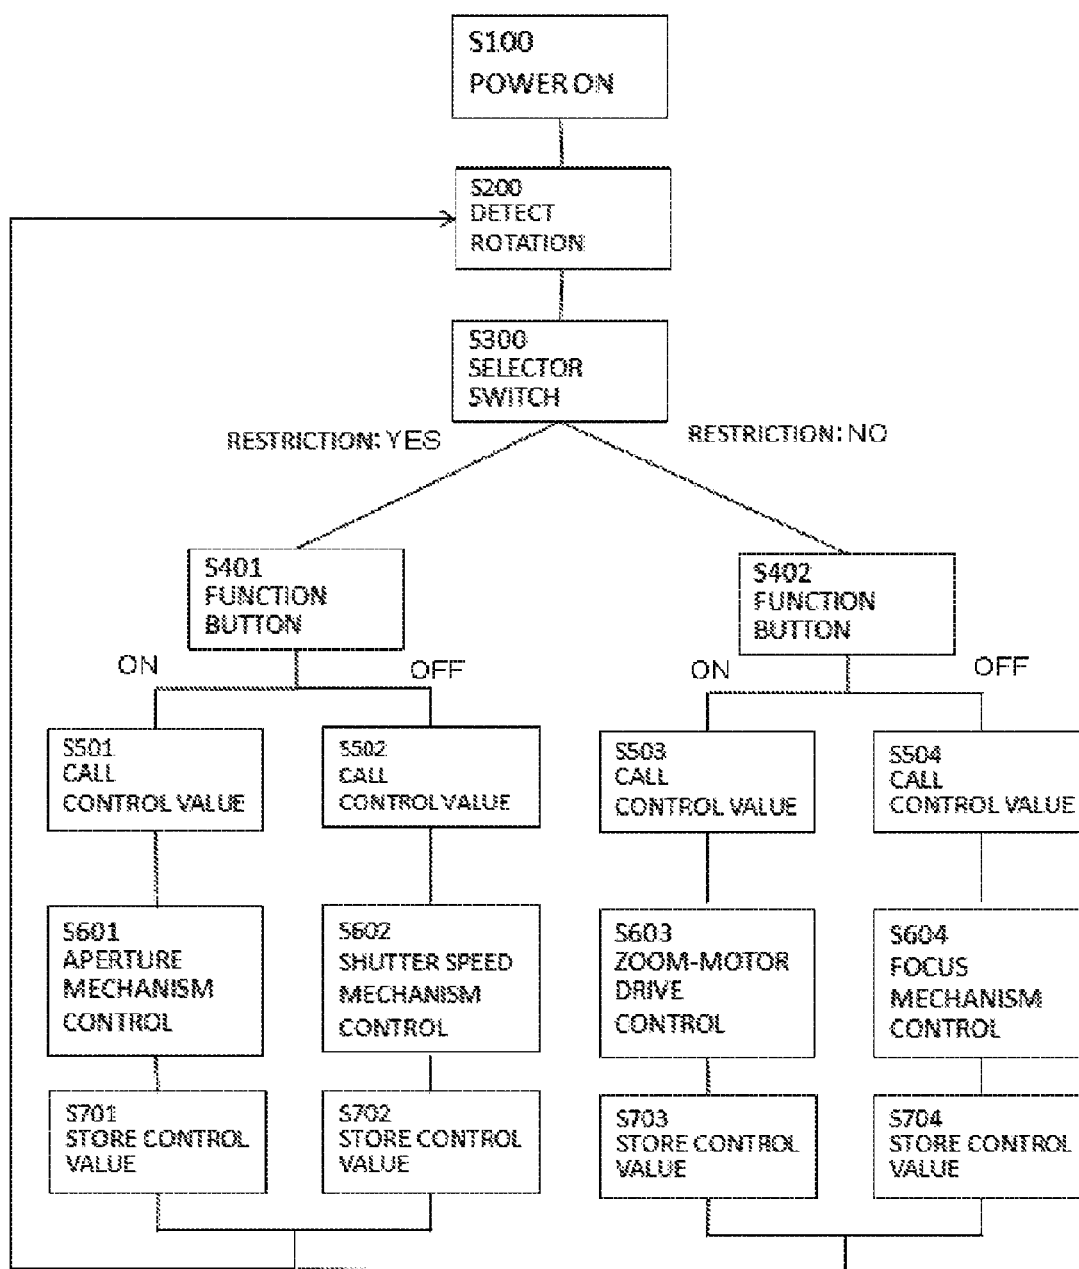 S100
POWER ON
S200
DETECT
ROTATION
S300
SELECTOR
SWITCH
RESTRICTION: YES
RESTRICTION: NO
S401
FUNCTION
BUTTON
S402
FUNCTION
BUTTON
ON
OFF
ON
OFF
S501
CALL
CONTROL VALUE
S502
CALL
CONTROL VALUE
S503
CALL
CONTROL VALUE
S504
CALL
CONTROL VALUE
S601
APERTURE
MECHANISM
CONTROL
S602
SHUTTER SPEED
MECHANISM
CONTROL
S603
ZOOM-MOTOR
DRIVE
CONTROL
S604
FOCUS
MECHANISM
CONTROL
S701
STORE CONTROL
VALUE
S702
STORE CONTROL
VALUE
S703
STORE CONTROL
VALUE
S704
STORE CONTROL
VALUE